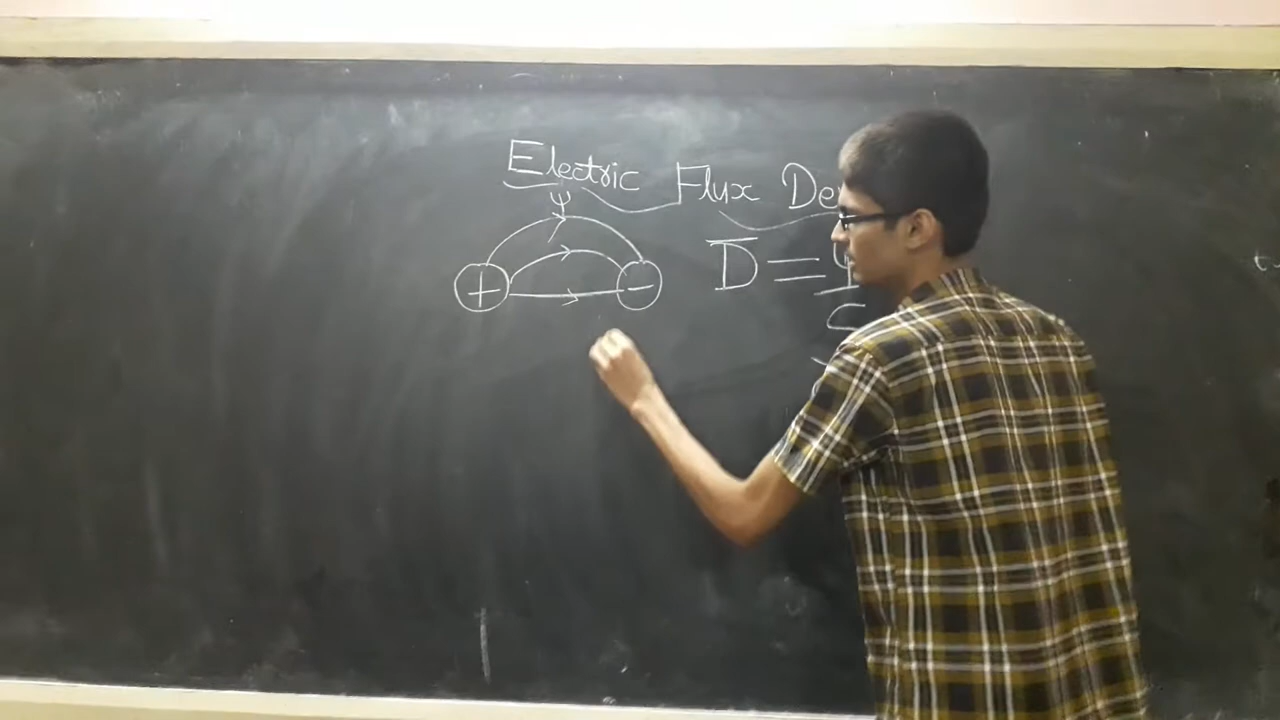 Electric Flux De
ψ
+ −
D̅ = ψ
S